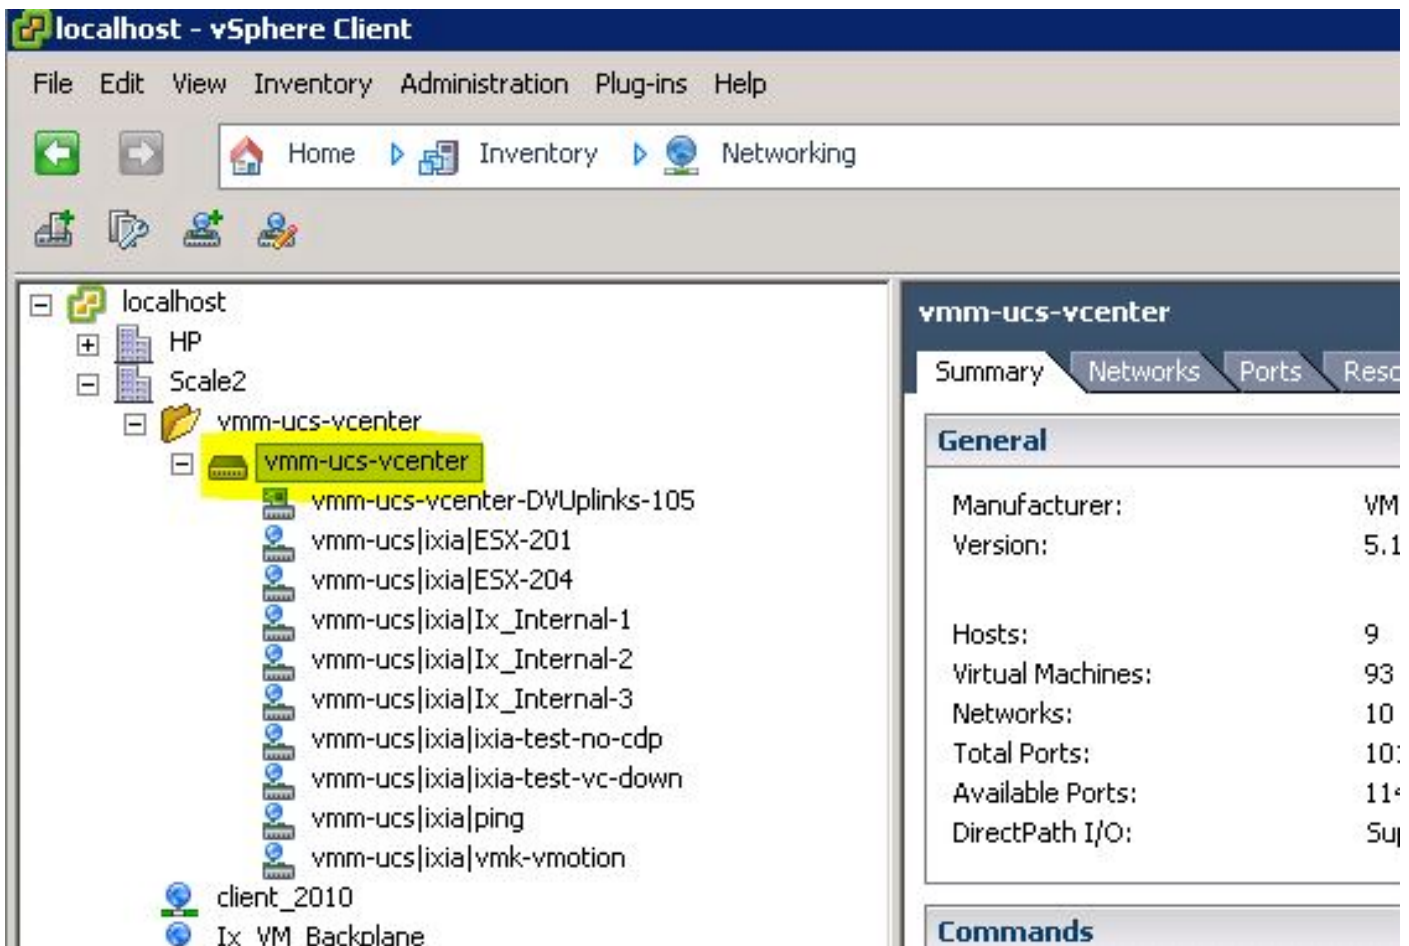 localhost - vSphere Client
File Edit View Inventory Administration Plug-ins Help
Home Inventory Networking
localhost
HP
Scale2
vmm-ucs-vcenter
vmm-ucs-vcenter
vmm-ucs-vcenter-DVUplinks-105
vmm-ucs|ixia|ESX-201
vmm-ucs|ixia|ESX-204
vmm-ucs|ixia|Ix_Internal-1
vmm-ucs|ixia|Ix_Internal-2
vmm-ucs|ixia|Ix_Internal-3
vmm-ucs|ixia|ixia-test-no-cdp
vmm-ucs|ixia|ixia-test-vc-down
vmm-ucs|ixia|ping
vmm-ucs|ixia|vmk-vmotion
client_2010
Ix_VM_Backplane
vmm-ucs-vcenter
Summary Networks Ports
General
Manufacturer: VM
Version: 5.1
Hosts: 9
Virtual Machines: 93
Networks: 10
Total Ports:
Available Ports:
DirectPath I/O:
Commands